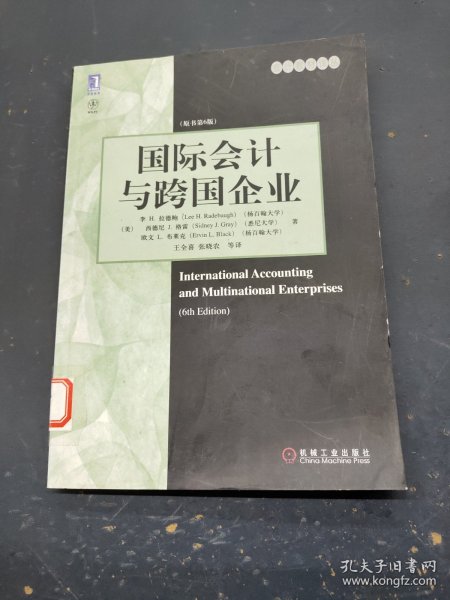 (原书第6版)
国际会计
与跨国企业
李 H. 拉德鲍 (Lee H. Radebaugh) (杨百翰大学)
(美) 西德尼 J. 格雷 (Sidney J. Gray) (悉尼大学) 著
欧文 L. 布莱克 (Ervin L. Black) (杨百翰大学)
王全喜 张晓农 等译
International Accounting
and Multinational Enterprises
(6th Edition)
机械工业出版社
China Machine Press
孔夫子旧书网
www.kongfz.com